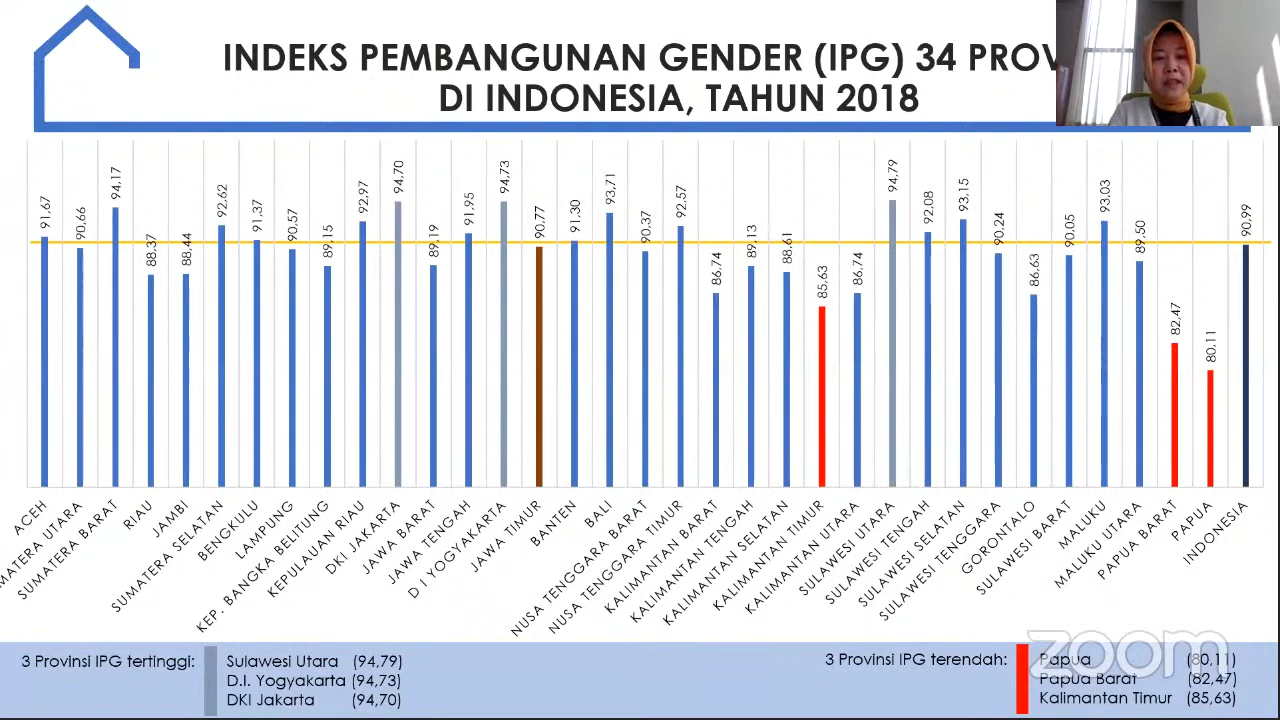 INDEKS PEMBANGUNAN GENDER (IPG) 34 PROV
DI INDONESIA, TAHUN 2018
91,67
90,66
94,17
88,37
88,44
92,62
91,37
90,57
89,15
92,97
94,70
89,19
91,95
94,73
90,77
91,30
93,71
90,37
92,57
86,74
89,13
88,61
85,63
86,74
94,79
92,08
93,15
90,24
86,63
90,05
93,03
89,50
82,47
80,11
90,99
ACEH
MATERA UTARA
SUMATERA BARAT
RIAU
JAMBI
SUMATERA SELATAN
BENGKULU
LAMPUNG
KEP. BANGKA BELITUNG
KEPULAUAN RIAU
DKI JAKARTA
JAWA BARAT
JAWA TENGAH
D I YOGYAKARTA
JAWA TIMUR
BANTEN
BALI
NUSA TENGGARA BARAT
NUSA TENGGARA TIMUR
KALIMANTAN BARAT
KALIMANTAN TENGAH
KALIMANTAN SELATAN
KALIMANTAN TIMUR
KALIMANTAN UTARA
SULAWESI UTARA
SULAWESI TENGAH
SULAWESI SELATAN
SULAWESI TENGGARA
GORONTALO
SULAWESI BARAT
MALUKU
MALUKU UTARA
PAPUA BARAT
PAPUA
INDONESIA
3 Provinsi IPG tertinggi:
Sulawesi Utara (94,79)
D.I. Yogyakarta (94,73)
DKI Jakarta (94,70)
3 Provinsi IPG terendah:
Papua (80,11)
Papua Barat (82,47)
Kalimantan Timur (85,63)
zoom